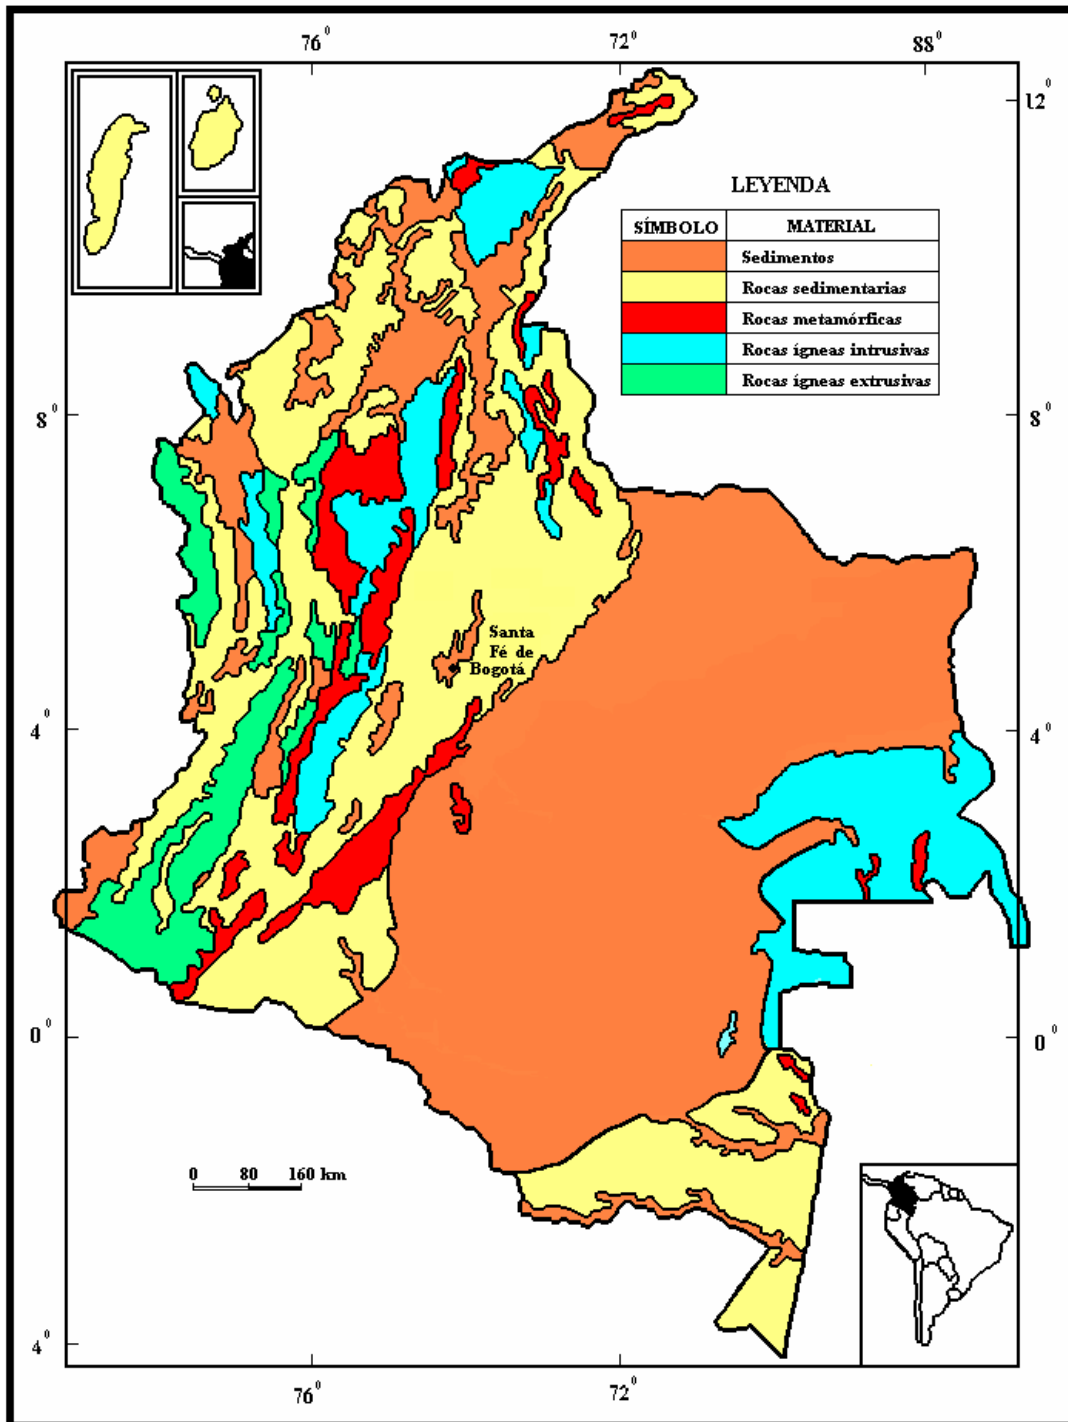 76° 72° 88°
12°
LEYENDA
SÍMBOLO MATERIAL
Sedimentos
Rocas sedimentarias
Rocas metamórficas
Rocas ígneas intrusivas
Rocas ígneas extrusivas
8° 8°
Santa
Fé de
Bogotá
4° 4°
0° 0°
0 80 160 km
4°
76° 72°